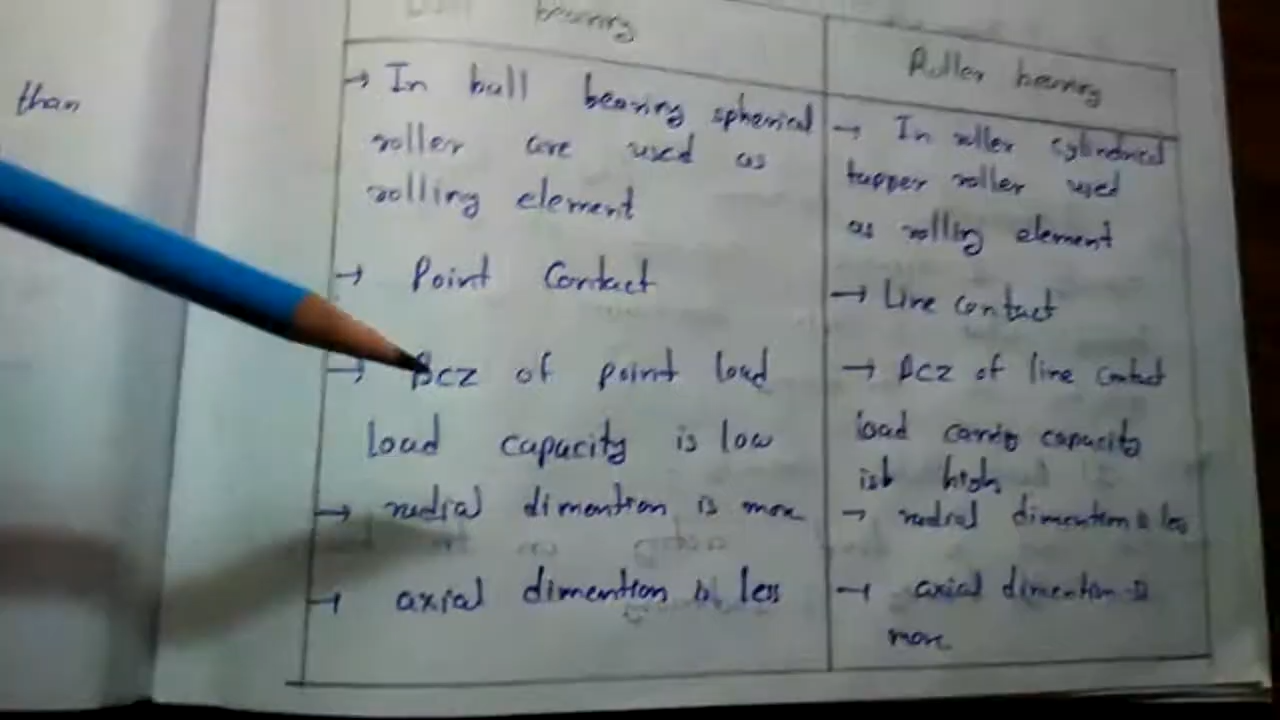 than
Ball bearing
→ In ball bearing spherical
roller are used as
rolling element
→ Point Contact
→ Bcz of point load
load capacity is low
→ redial dimention is more
→ axial dimention is less
Roller bearing
→ In roller cylindrical
tapper roller used
as rolling element
→ Line contact
→ Bcz of line contact
load carrig capacity
is high
→ redial dimention is less
→ axial dimention is
more